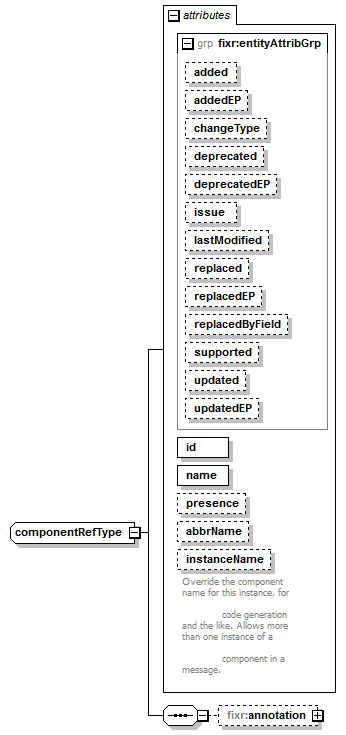 attributes
grp fixr:entityAttribGrp
added
addedEP
changeType
deprecated
deprecatedEP
issue
lastModified
replaced
replacedEP
replacedByField
supported
updated
updatedEP
id
name
presence
componentRefType
abbrName
instanceName
Override the component
name for this instance, for
code generation
and the like. Allows more
than one instance of a
component in a
message.
fixr:annotation